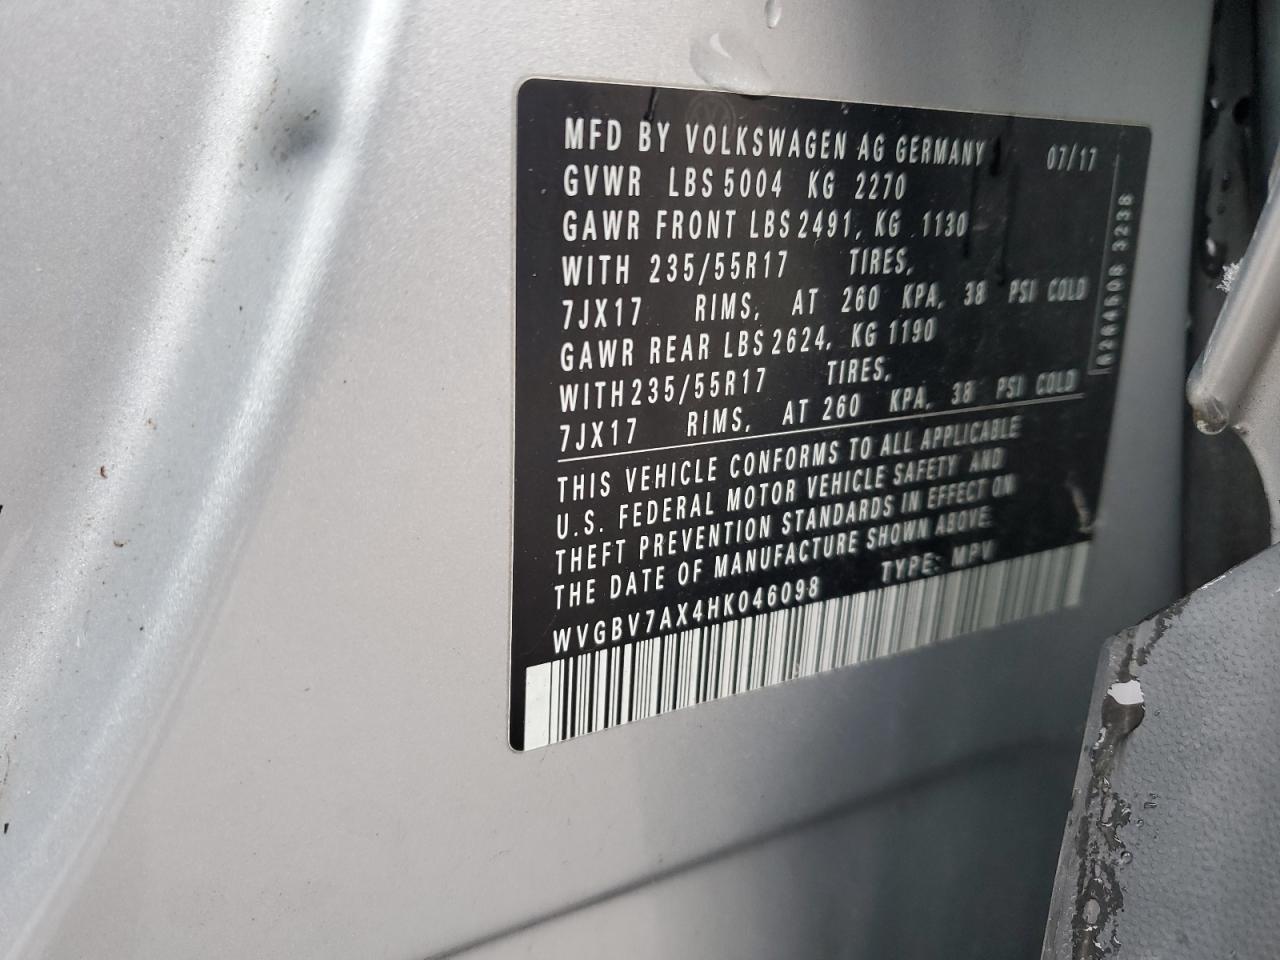 MFD BY VOLKSWAGEN AG GERMANY 07/17
GVWR LBS 5004 KG 2270
GAWR FRONT LBS 2491, KG 1130
WITH 235/55R17 TIRES,
7JX17 RIMS, AT 260 KPA, 38 PSI COLD
GAWR REAR LBS 2624, KG 1190
WITH 235/55R17 TIRES,
7JX17 RIMS, AT 260 KPA, 38 PSI COLD
THIS VEHICLE CONFORMS TO ALL APPLICABLE
U.S. FEDERAL MOTOR VEHICLE SAFETY AND
THEFT PREVENTION STANDARDS IN EFFECT ON
THE DATE OF MANUFACTURE SHOWN ABOVE.
WVGBV7AX4HK046098 TYPE: MPV
3238